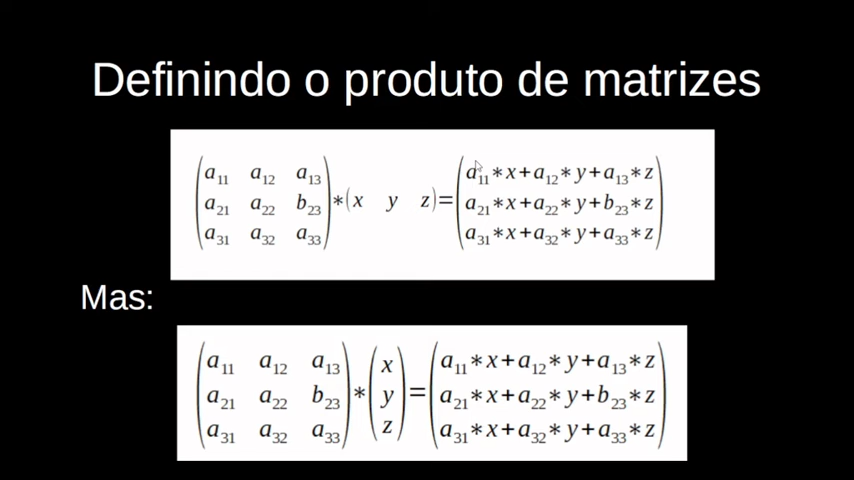 Definindo o produto de matrizes
a₁₁ a₁₂ a₁₃
a₂₁ a₂₂ b₂₃ *(x y z)=
a₃₁ a₃₂ a₃₃
a₁₁*x+a₁₂*y+a₁₃*z
a₂₁*x+a₂₂*y+b₂₃*z
a₃₁*x+a₃₂*y+a₃₃*z
Mas:
a₁₁ a₁₂ a₁₃ x a₁₁*x+a₁₂*y+a₁₃*z
a₂₁ a₂₂ b₂₃ * y = a₂₁*x+a₂₂*y+b₂₃*z
a₃₁ a₃₂ a₃₃ z a₃₁*x+a₃₂*y+a₃₃*z